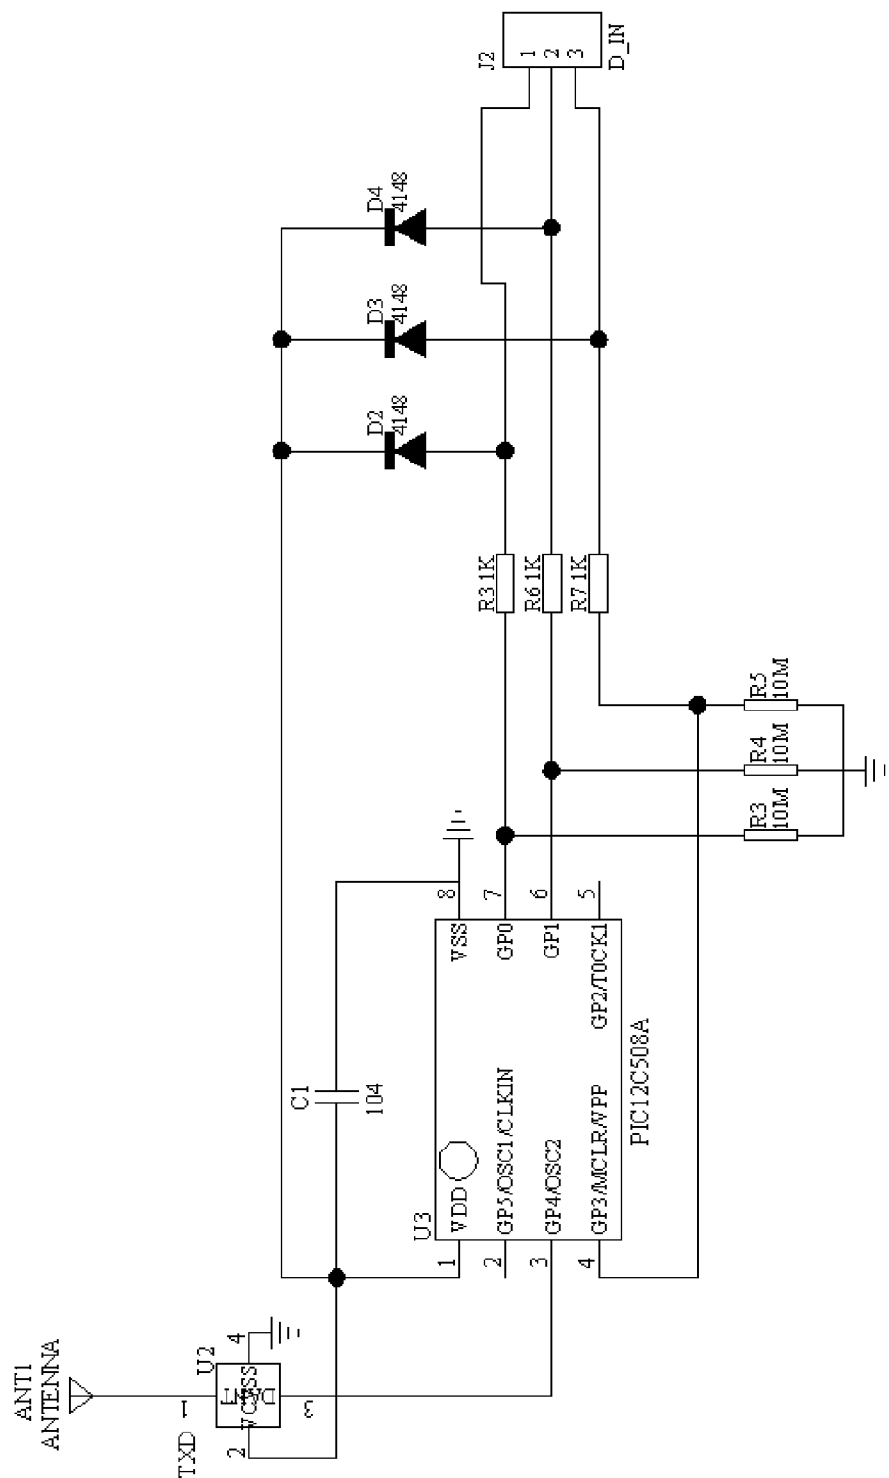 J2
1
2
3
D_IN
D4
4148
D3
4148
D2
4148
R3 1K
R6 1K
R7 1K
R5
10M
R4
10M
R3
10M
8
7
6
5
VSS
GP0
GP1
GP2/T0CK1
C1
104
U3
VDD
GP5/OSC1/CLKIN
GP4/OSC2
GP3/MCLR/VPP
PIC12C508A
1
2
3
4
ANT1
ANTENNA
U2
4
1
3
2
TXD